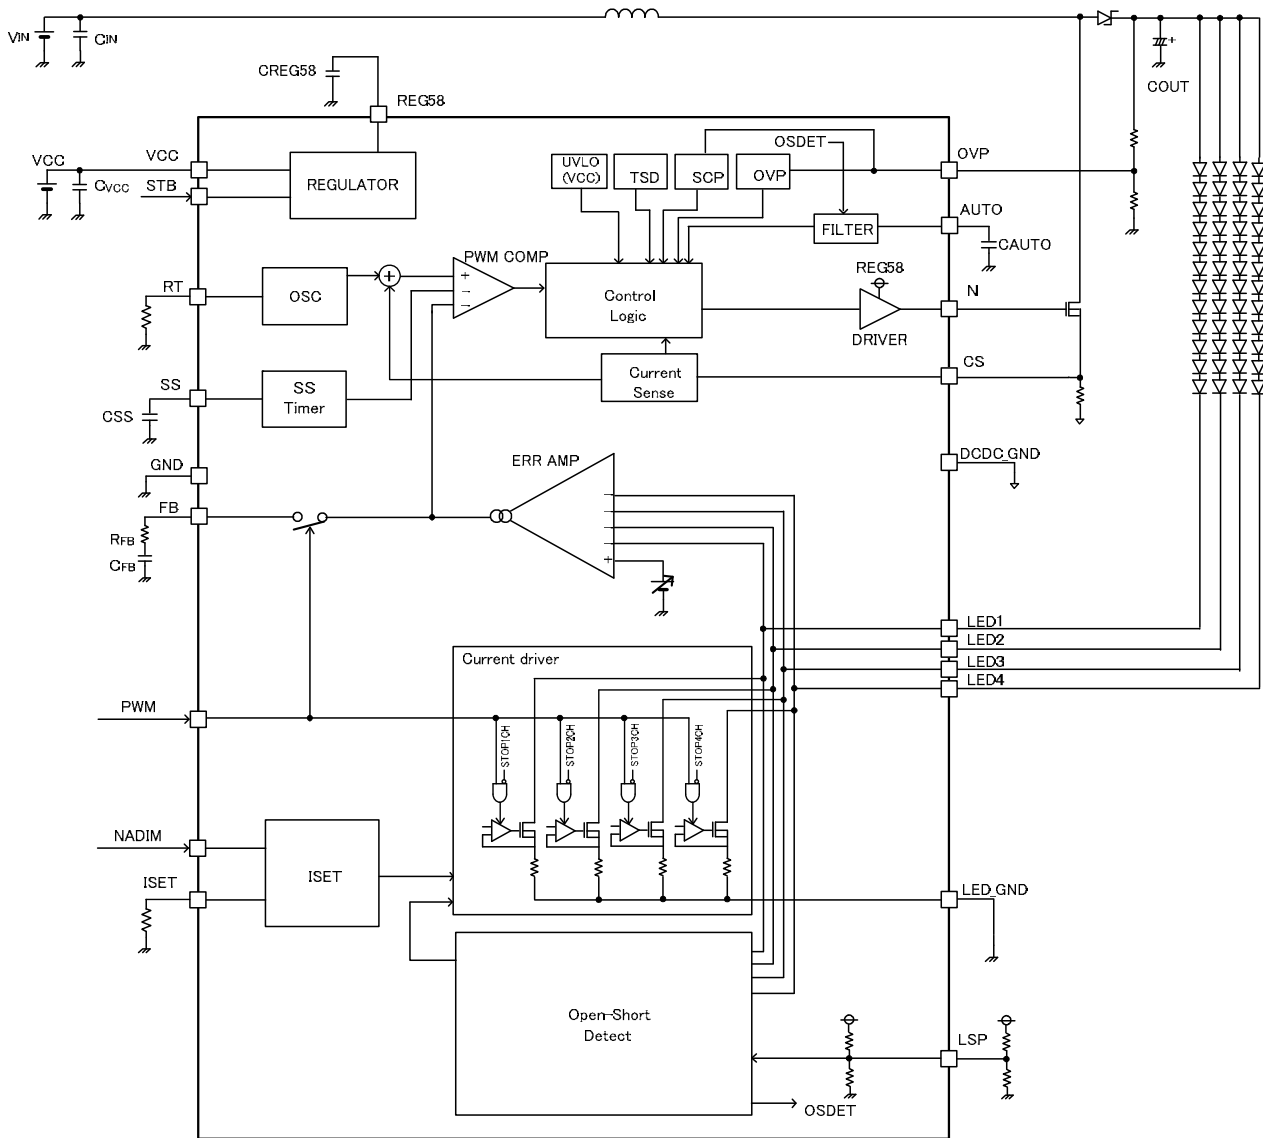 VIN
CIN
COUT
CREG58
REG58
VCC
VCC
CVCC
STB
REGULATOR
UVLO
(VCC)
TSD
SCP
OVP
OSDET
OVP
AUTO
FILTER
CAUTO
RT
OSC
+
PWM COMP
+
−
−
Control
Logic
REG58
DRIVER
N
SS
CSS
SS
Timer
Current
Sense
CS
GND
ERR AMP
DCDC_GND
FB
RFB
CFB
−
−
−
−
+
LED1
LED2
LED3
LED4
Current driver
PWM
STOP1CH
STOP2CH
STOP3CH
STOP4CH
NADIM
ISET
ISET
LED_GND
Open-Short
Detect
LSP
OSDET
+